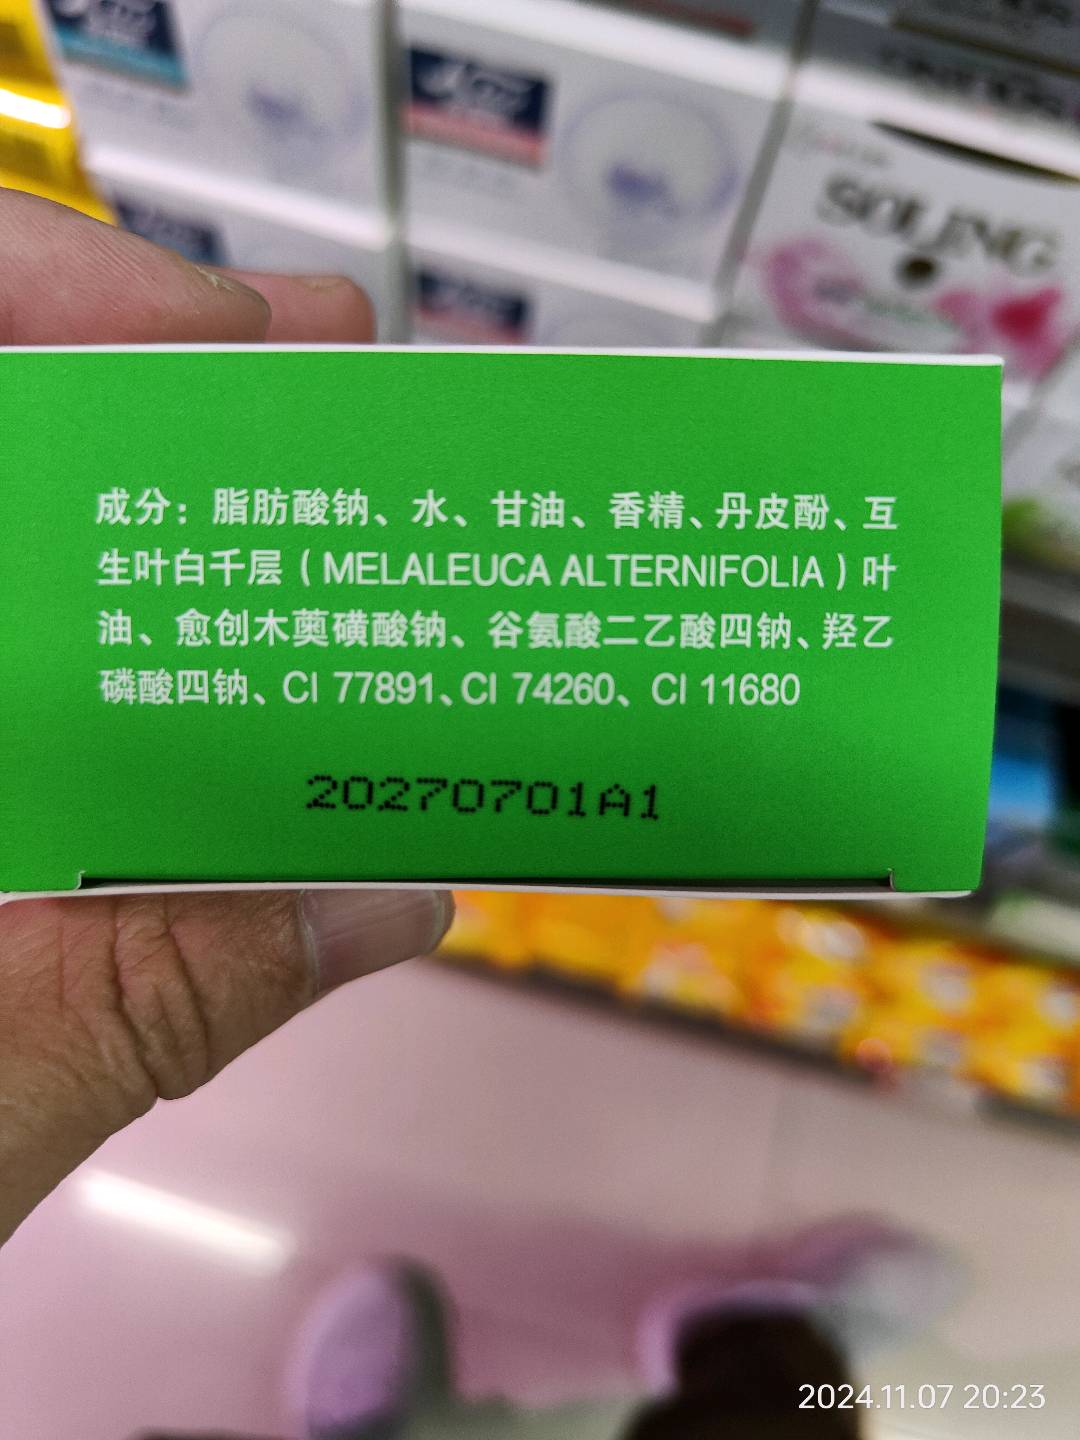 SOLJNG
成分：脂肪酸钠、水、甘油、香精、丹皮酚、互
生叶白千层（MELALEUCA ALTERNIFOLIA）叶
油、愈创木薁磺酸钠、谷氨酸二乙酸四钠、羟乙
磷酸四钠、CI 77891、CI 74260、CI 11680
20270701A1
2024.11.07 20:23